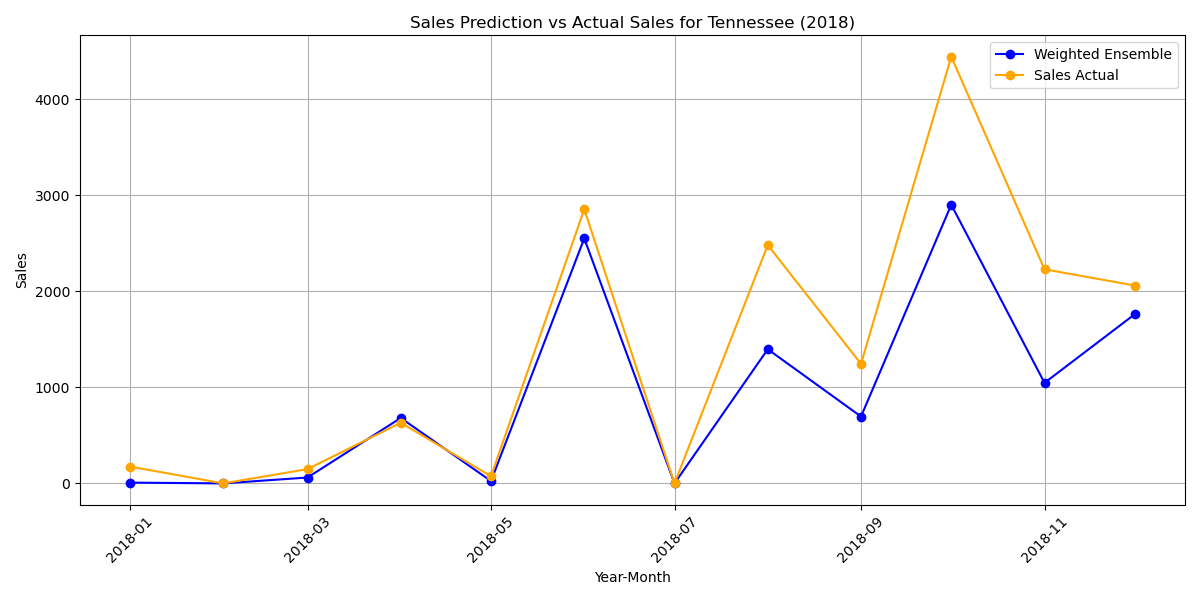 Sales Prediction vs Actual Sales for Tennessee (2018)
Weighted Ensemble
Sales Actual
Sales
4000
3000
2000
1000
0
2018-01
2018-03
2018-05
2018-07
2018-09
2018-11
Year-Month